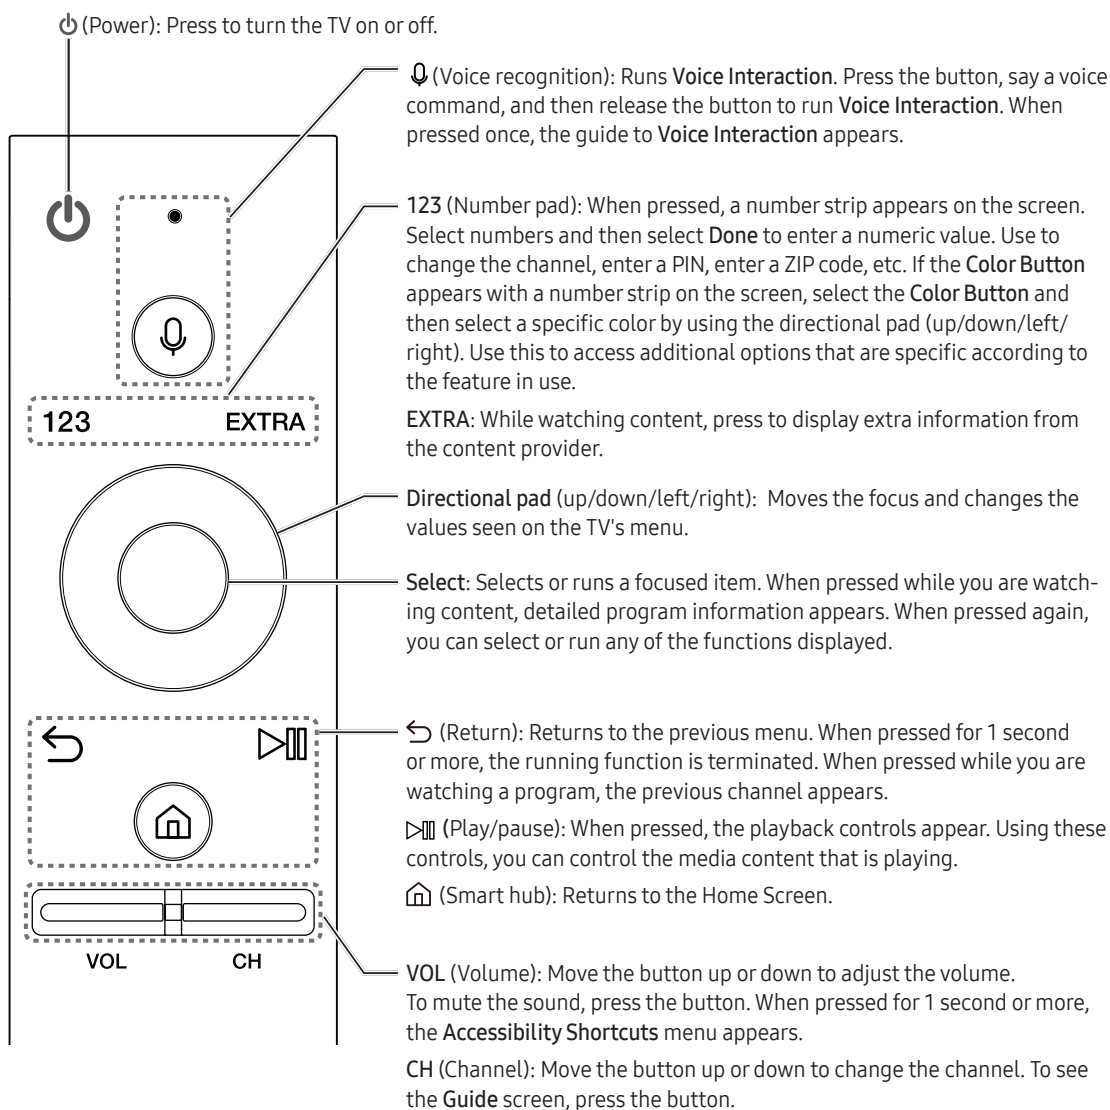 (Power): Press to turn the TV on or off.
(Voice recognition): Runs Voice Interaction. Press the button, say a voice
command, and then release the button to run Voice Interaction. When
pressed once, the guide to Voice Interaction appears.
123 (Number pad): When pressed, a number strip appears on the screen.
Select numbers and then select Done to enter a numeric value. Use to
change the channel, enter a PIN, enter a ZIP code, etc. If the Color Button
appears with a number strip on the screen, select the Color Button and
then select a specific color by using the directional pad (up/down/left/
right). Use this to access additional options that are specific according to
the feature in use.
123
EXTRA
EXTRA: While watching content, press to display extra information from
the content provider.
Directional pad (up/down/left/right):  Moves the focus and changes the
values seen on the TV's menu.
Select: Selects or runs a focused item. When pressed while you are watch-
ing content, detailed program information appears. When pressed again,
you can select or run any of the functions displayed.
(Return): Returns to the previous menu. When pressed for 1 second
or more, the running function is terminated. When pressed while you are
watching a program, the previous channel appears.
(Play/pause): When pressed, the playback controls appear. Using these
controls, you can control the media content that is playing.
(Smart hub): Returns to the Home Screen.
VOL
CH
VOL (Volume): Move the button up or down to adjust the volume.
To mute the sound, press the button. When pressed for 1 second or more,
the Accessibility Shortcuts menu appears.
CH (Channel): Move the button up or down to change the channel. To see
the Guide screen, press the button.